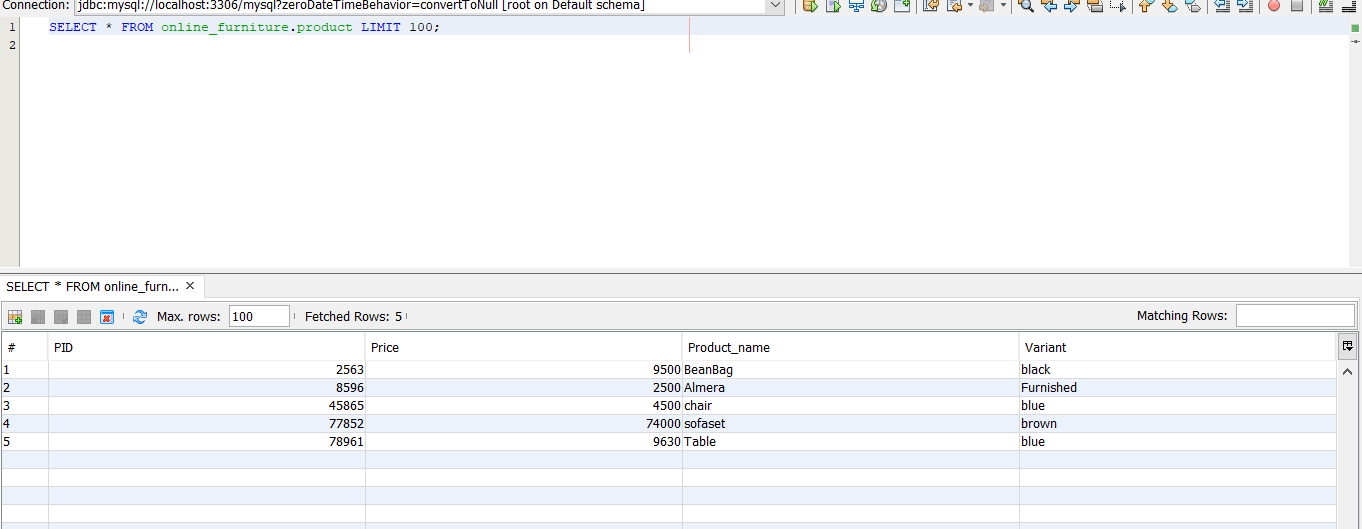 Connection: jdbc:mysql://localhost:3306/mysql?zeroDateTimeBehavior=convertToNull [root on Default schema]
1 SELECT * FROM online_furniture.product LIMIT 100;
2
SELECT * FROM online_furn...
Max. rows: 100 Fetched Rows: 5 Matching Rows:
# PID Price Product_name Variant
1 2563 9500 BeanBag black
2 8596 2500 Almera Furnished
3 45865 4500 chair blue
4 77852 74000 sofaset brown
5 78961 9630 Table blue